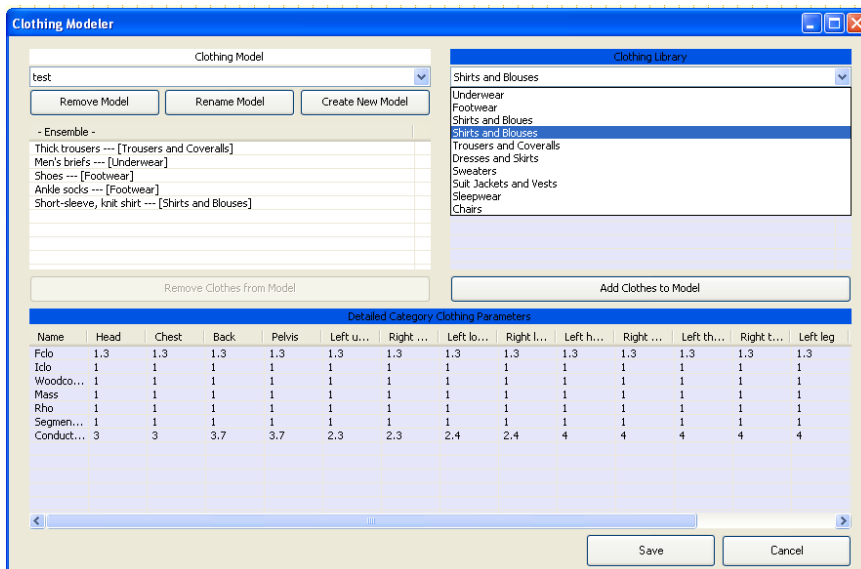 Clothing Modeler
Clothing Model
test
Remove Model Rename Model Create New Model
- Ensemble -
Thick trousers --- [Trousers and Coveralls]
Men's briefs --- [Underwear]
Shoes --- [Footwear]
Ankle socks --- [Footwear]
Short-sleeve, knit shirt --- [Shirts and Blouses]
Remove Clothes from Model
Clothing Library
Shirts and Blouses
Underwear
Footwear
Shirts and Bloues
Shirts and Blouses
Trousers and Coveralls
Dresses and Skirts
Sweaters
Suit Jackets and Vests
Sleepwear
Chairs
Add Clothes to Model
Detailed Category Clothing Parameters
Name Head Chest Back Pelvis Left u... Right ... Left lo... Right l... Left h... Right ... Left th... Right t... Left leg
Fclo 1.3 1.3 1.3 1.3 1.3 1.3 1.3 1.3 1.3 1.3 1.3 1.3 1.3
Iclo 1 1 1 1 1 1 1 1 1 1 1 1 1
Woodco... 1 1 1 1 1 1 1 1 1 1 1 1 1
Mass 1 1 1 1 1 1 1 1 1 1 1 1 1
Rho 1 1 1 1 1 1 1 1 1 1 1 1 1
Segmen... 1 1 1 1 1 1 1 1 1 1 1 1 1
Conduct... 3 3 3.7 3.7 2.3 2.3 2.4 2.4 4 4 4 4 4
Save Cancel